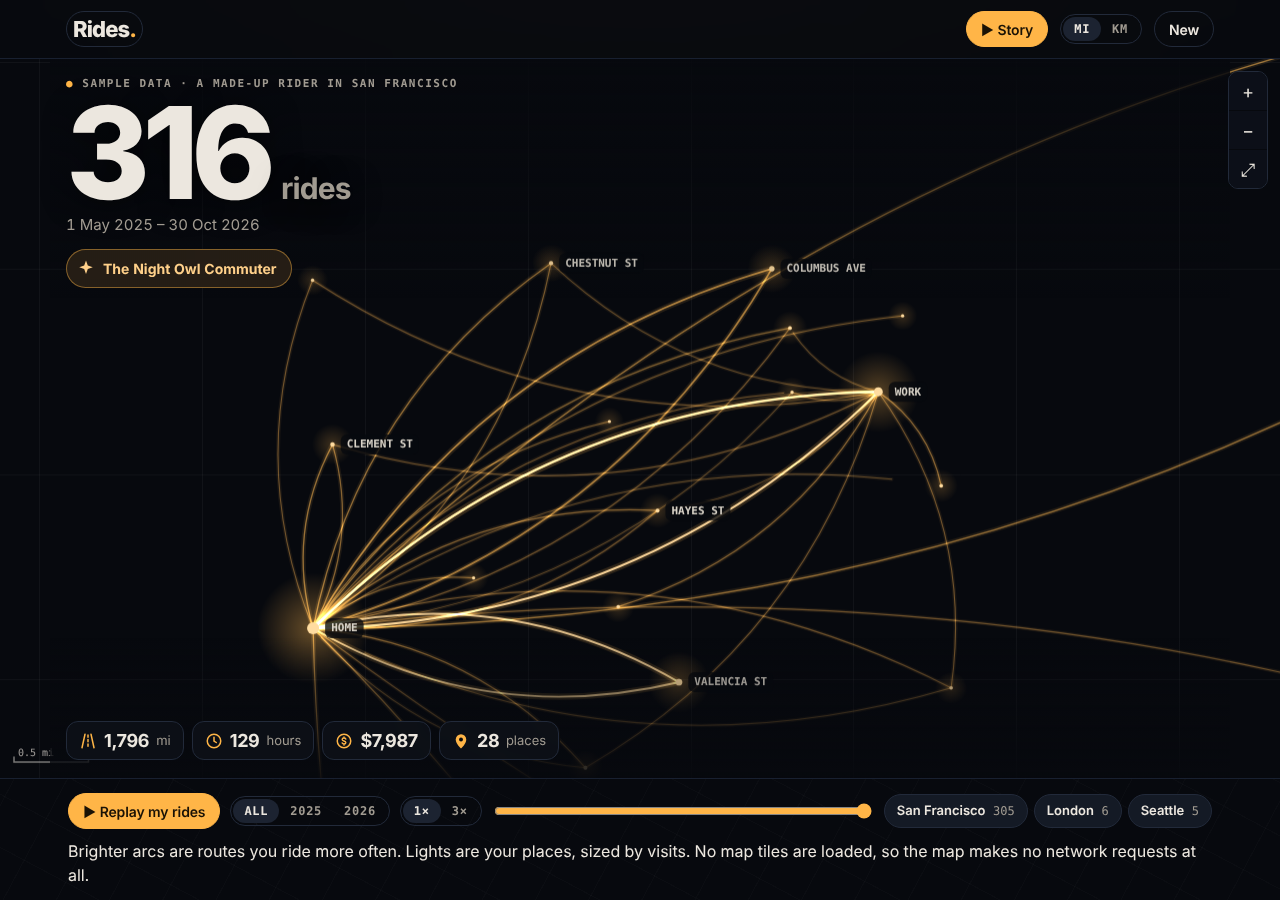 Rides.
Story
MI KM
New
SAMPLE DATA · A MADE-UP RIDER IN SAN FRANCISCO
316 rides
1 May 2025 – 30 Oct 2026
The Night Owl Commuter
+
−
CHESTNUT ST
COLUMBUS AVE
WORK
CLEMENT ST
HAYES ST
HOME
VALENCIA ST
0.5 mi
1,796 mi
129 hours
$7,987
28 places
Replay my rides
ALL 2025 2026
1× 3×
San Francisco 305
London 6
Seattle 5
Brighter arcs are routes you ride more often. Lights are your places, sized by visits. No map tiles are loaded, so the map makes no network requests at
all.